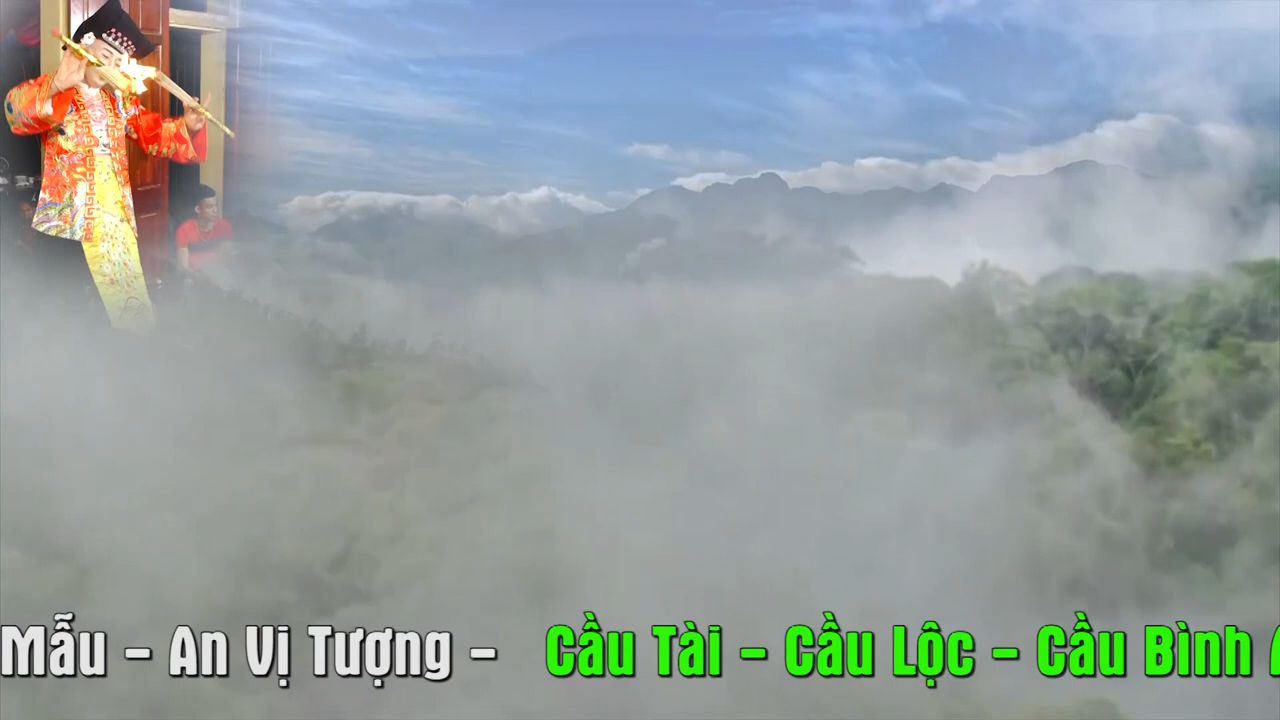 Mẫu - An Vị Tượng - Cầu Tài - Cầu Lộc - Cầu Bình